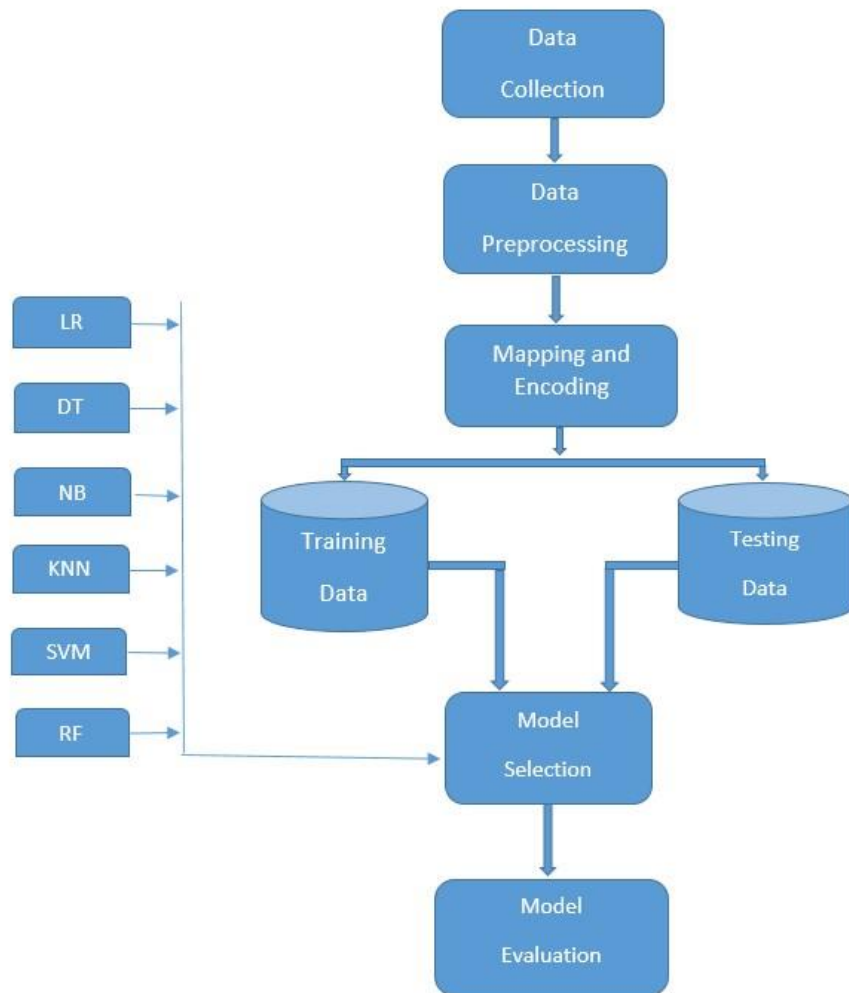 Data
Collection
Data
Preprocessing
Mapping and
Encoding
Training
Data
Testing
Data
LR
DT
NB
KNN
SVM
RF
Model
Selection
Model
Evaluation